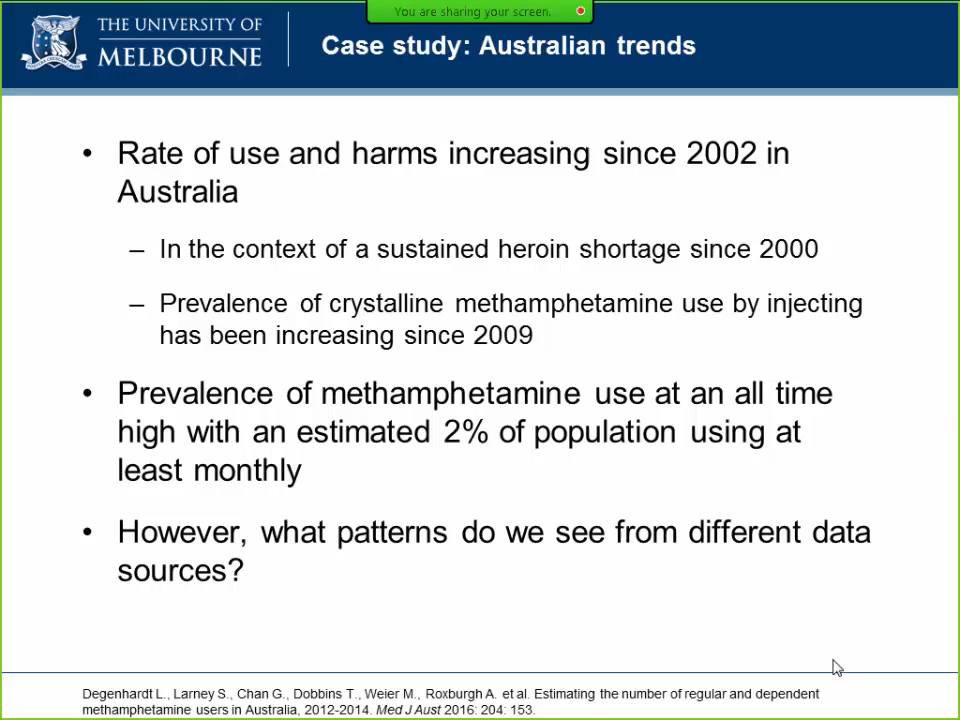 You are sharing your screen.
THE UNIVERSITY OF
MELBOURNE
Case study: Australian trends
• Rate of use and harms increasing since 2002 in
Australia
– In the context of a sustained heroin shortage since 2000
– Prevalence of crystalline methamphetamine use by injecting
has been increasing since 2009
• Prevalence of methamphetamine use at an all time
high with an estimated 2% of population using at
least monthly
• However, what patterns do we see from different data
sources?
Degenhardt L., Larney S., Chan G., Dobbins T., Weier M., Roxburgh A. et al. Estimating the number of regular and dependent
methamphetamine users in Australia, 2012-2014. Med J Aust 2016: 204: 153.